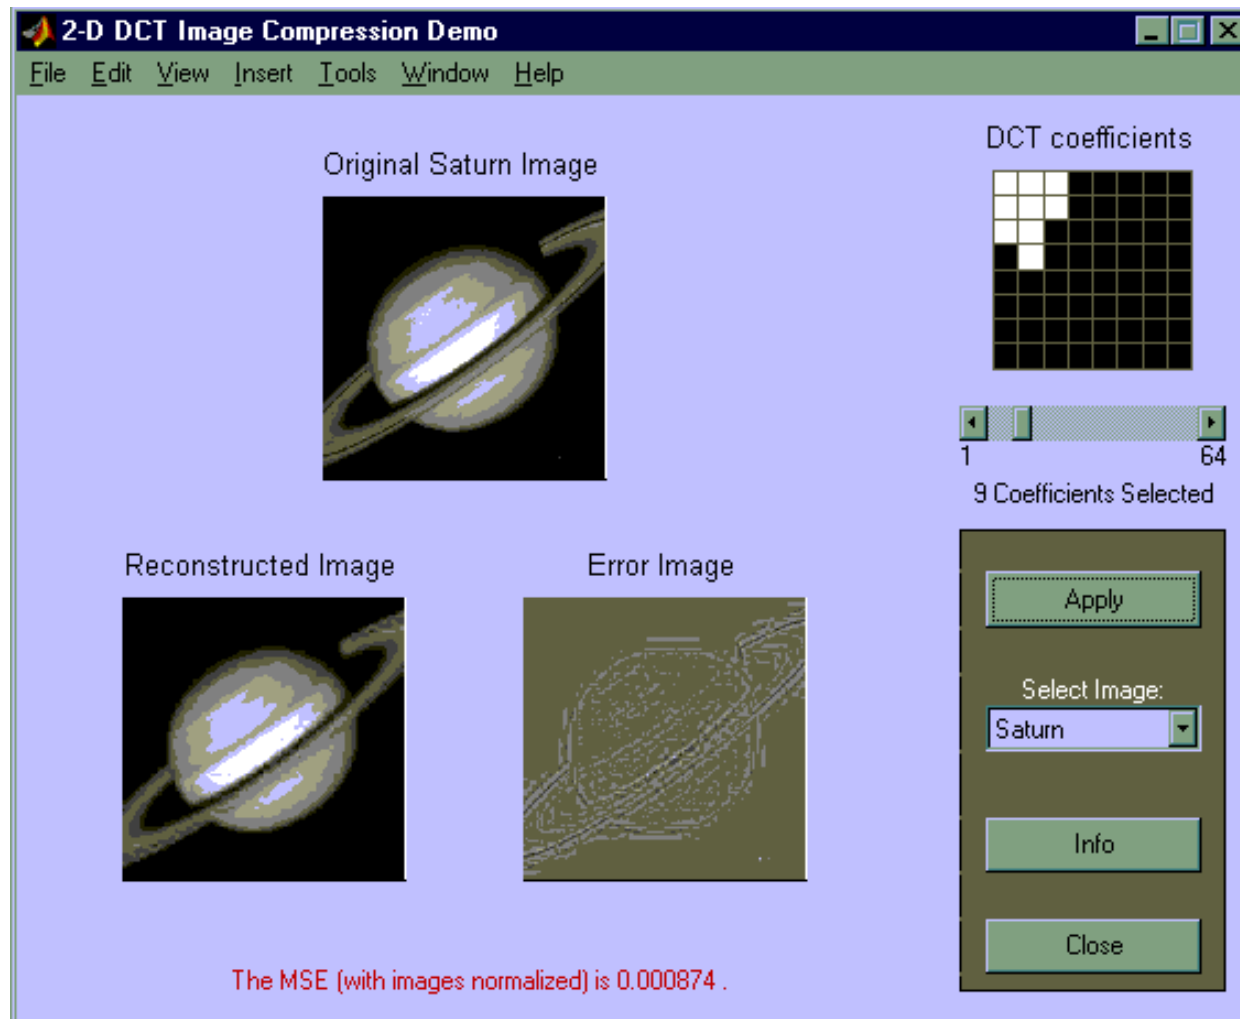 2-D DCT Image Compression Demo
File Edit View Insert Tools Window Help
DCT coefficients
Original Saturn Image
1 64
9 Coefficients Selected
Reconstructed Image
Error Image
Apply
Select Image:
Saturn
Info
Close
The MSE (with images normalized) is 0.000874 .